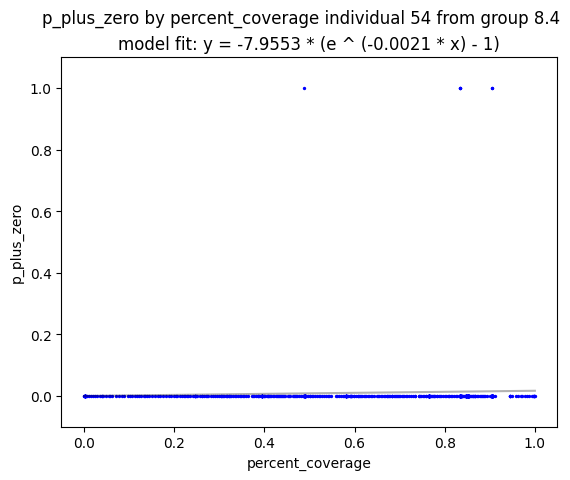 p_plus_zero by percent_coverage individual 54 from group 8.4
model fit: y = -7.9553 * (e ^ (-0.0021 * x) - 1)
1.0
0.8
0.6
0.4
0.2
0.0
p_plus_zero
0.0 0.2 0.4 0.6 0.8 1.0
percent_coverage